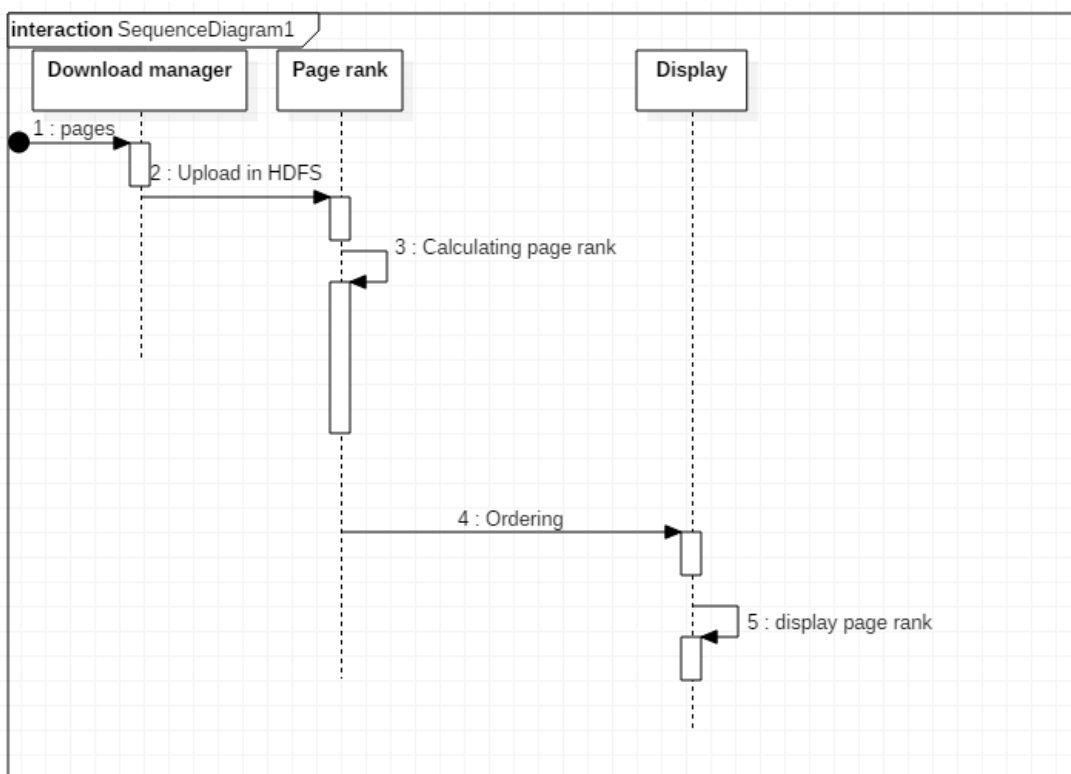 interaction SequenceDiagram1
Download manager
Page rank
Display
1 : pages
2 : Upload in HDFS
3 : Calculating page rank
4 : Ordering
5 : display page rank